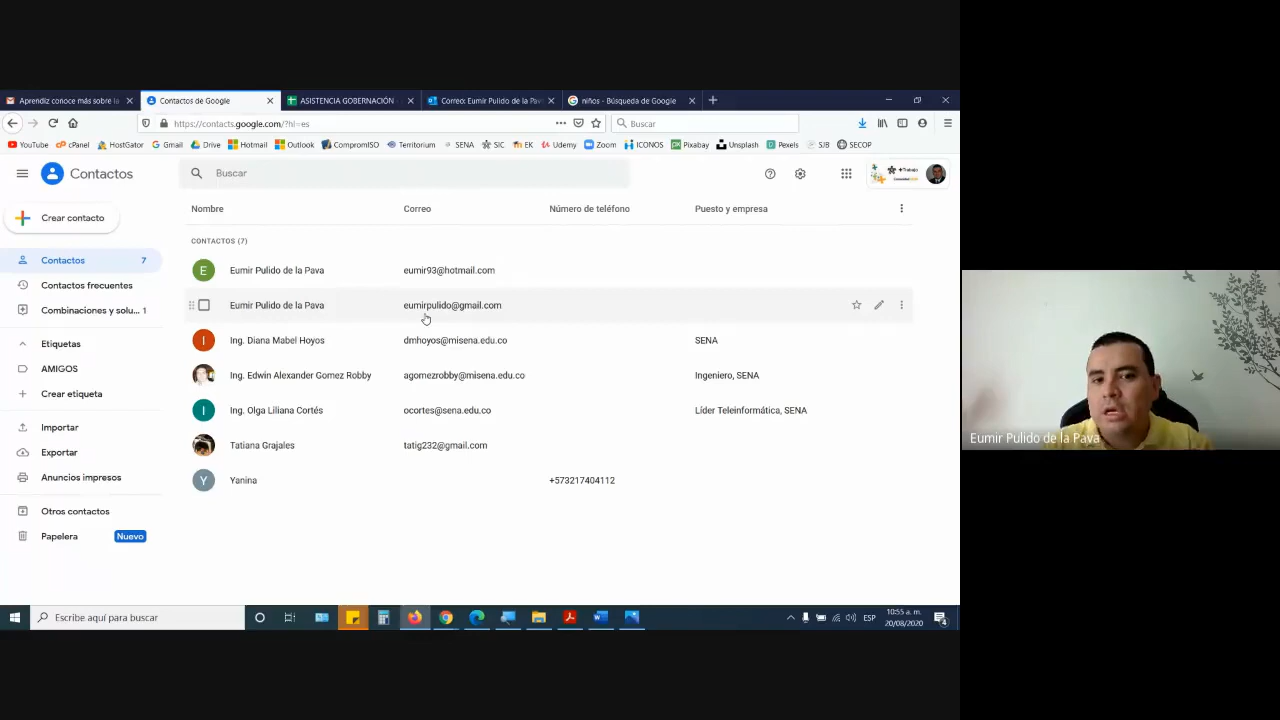 Aprendiz conoce más sobre la
Contactos de Google
ASISTENCIA GOBERNACIÓN -
Correo: Eumir Pulido de la Pav
niños - Búsqueda de Google
https://contacts.google.com/?hl=es
Buscar
YouTube
cPanel
HostGator
Gmail
Drive
Hotmail
Outlook
CompromISO
Territorium
SENA
SIC
EK
Udemy
Zoom
ICONOS
Pixabay
Unsplash
Pexels
SJB
SECOP
Contactos
Buscar
+Trabajo
Crear contacto
Nombre Correo Número de teléfono Puesto y empresa
CONTACTOS (7)
Contactos 7
Contactos frecuentes
Combinaciones y solu... 1
Etiquetas
AMIGOS
Crear etiqueta
Importar
Exportar
Anuncios impresos
Otros contactos
Papelera Nuevo
E Eumir Pulido de la Pava eumir93@hotmail.com
Eumir Pulido de la Pava eumirpulido@gmail.com
I Ing. Diana Mabel Hoyos dmhoyos@misena.edu.co SENA
Ing. Edwin Alexander Gomez Robby agomezrobby@misena.edu.co Ingeniero, SENA
I Ing. Olga Liliana Cortés ocortes@sena.edu.co Líder Teleinformática, SENA
Tatiana Grajales tatig232@gmail.com
Y Yanina +573217404112
Eumir Pulido de la Pava
Escribe aquí para buscar
ESP
10:55 a. m.
20/08/2020
4